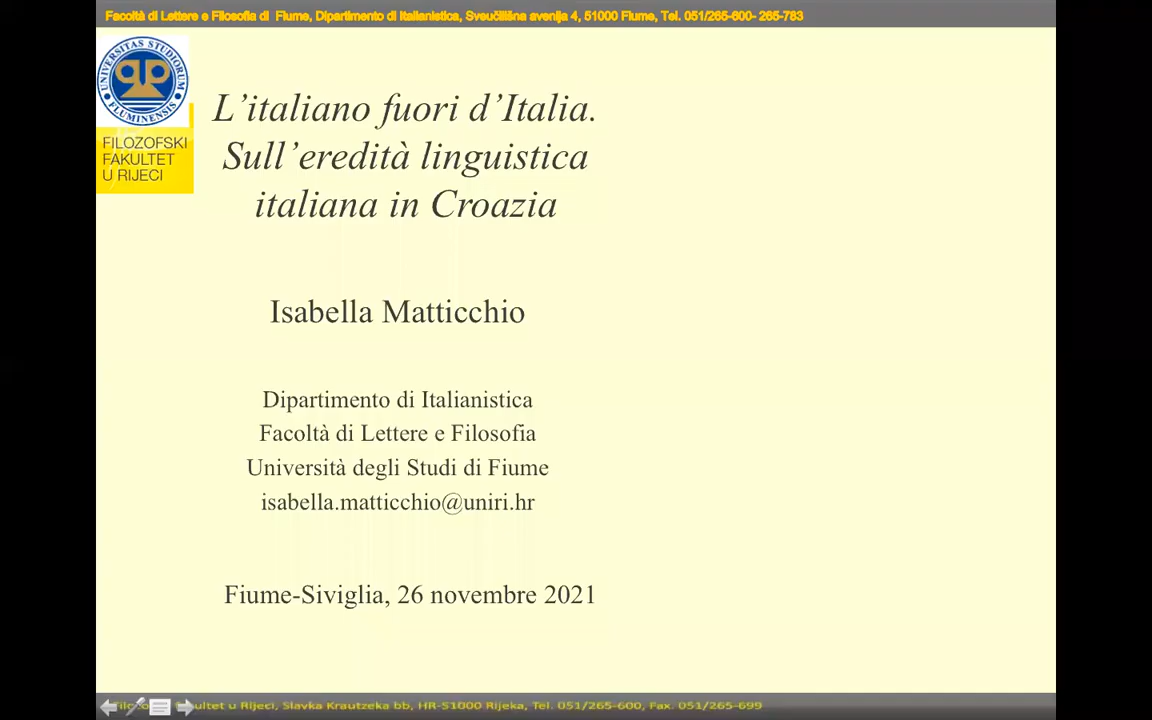 Facoltà di Lettere e Filosofia di Fiume, Dipartimento di Italianistica, Sveučilišna avenija 4, 51000 Fiume, Tel. 051/265-600- 265-783
UNIVERSITAS STUDIORUM FLUMINENSIS
FILOZOFSKI
FAKULTET
U RIJECI
L’italiano fuori d’Italia.
Sull’eredità linguistica
italiana in Croazia
Isabella Matticchio
Dipartimento di Italianistica
Facoltà di Lettere e Filosofia
Università degli Studi di Fiume
isabella.matticchio@uniri.hr
Fiume-Siviglia, 26 novembre 2021
u Rijeci, Slavka Krautzeka bb, HR-51000 Rijeka, Tel. 051/265-600, Fax. 051/265-699